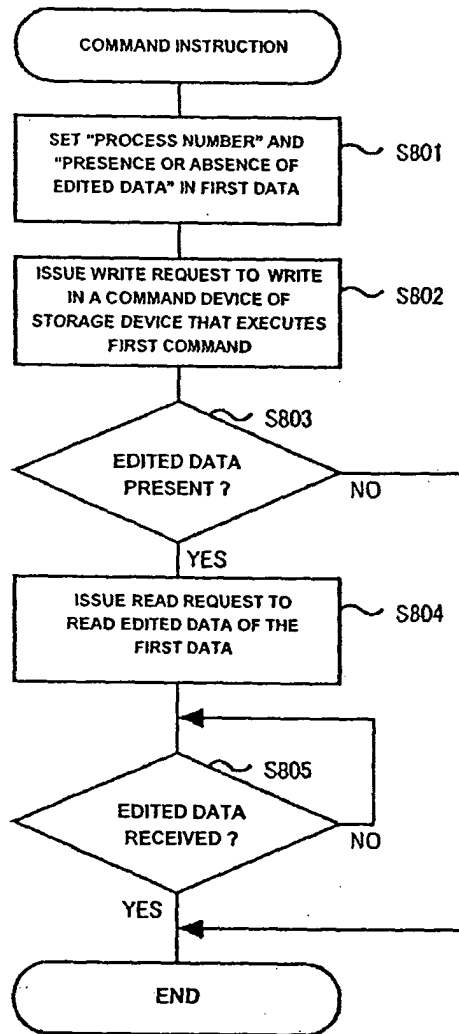 COMMAND INSTRUCTION
SET "PROCESS NUMBER" AND
"PRESENCE OR ABSENCE OF
EDITED DATA" IN FIRST DATA
S801
ISSUE WRITE REQUEST TO WRITE
IN A COMMAND DEVICE OF
STORAGE DEVICE THAT EXECUTES
FIRST COMMAND
S802
S803
EDITED DATA
PRESENT ?
NO
YES
ISSUE READ REQUEST TO
READ EDITED DATA OF THE
FIRST DATA
S804
S805
EDITED DATA
RECEIVED ?
NO
YES
END